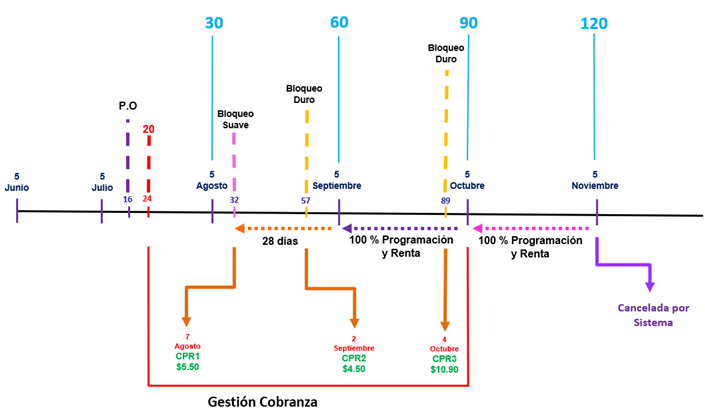 30
60
90
120
Bloqueo
Duro
Bloqueo
Duro
P.O
20
Bloqueo
Suave
5
Junio
5
Julio
5
Agosto
5
Septiembre
5
Octubre
5
Noviembre
16
24
32
57
89
28 días
100 % Programación
y Renta
100 % Programación
y Renta
Cancelada por
Sistema
7
Agosto
CPR1
$5.50
2
Septiembre
CPR2
$4.50
4
Octubre
CPR3
$10.90
Gestión Cobranza